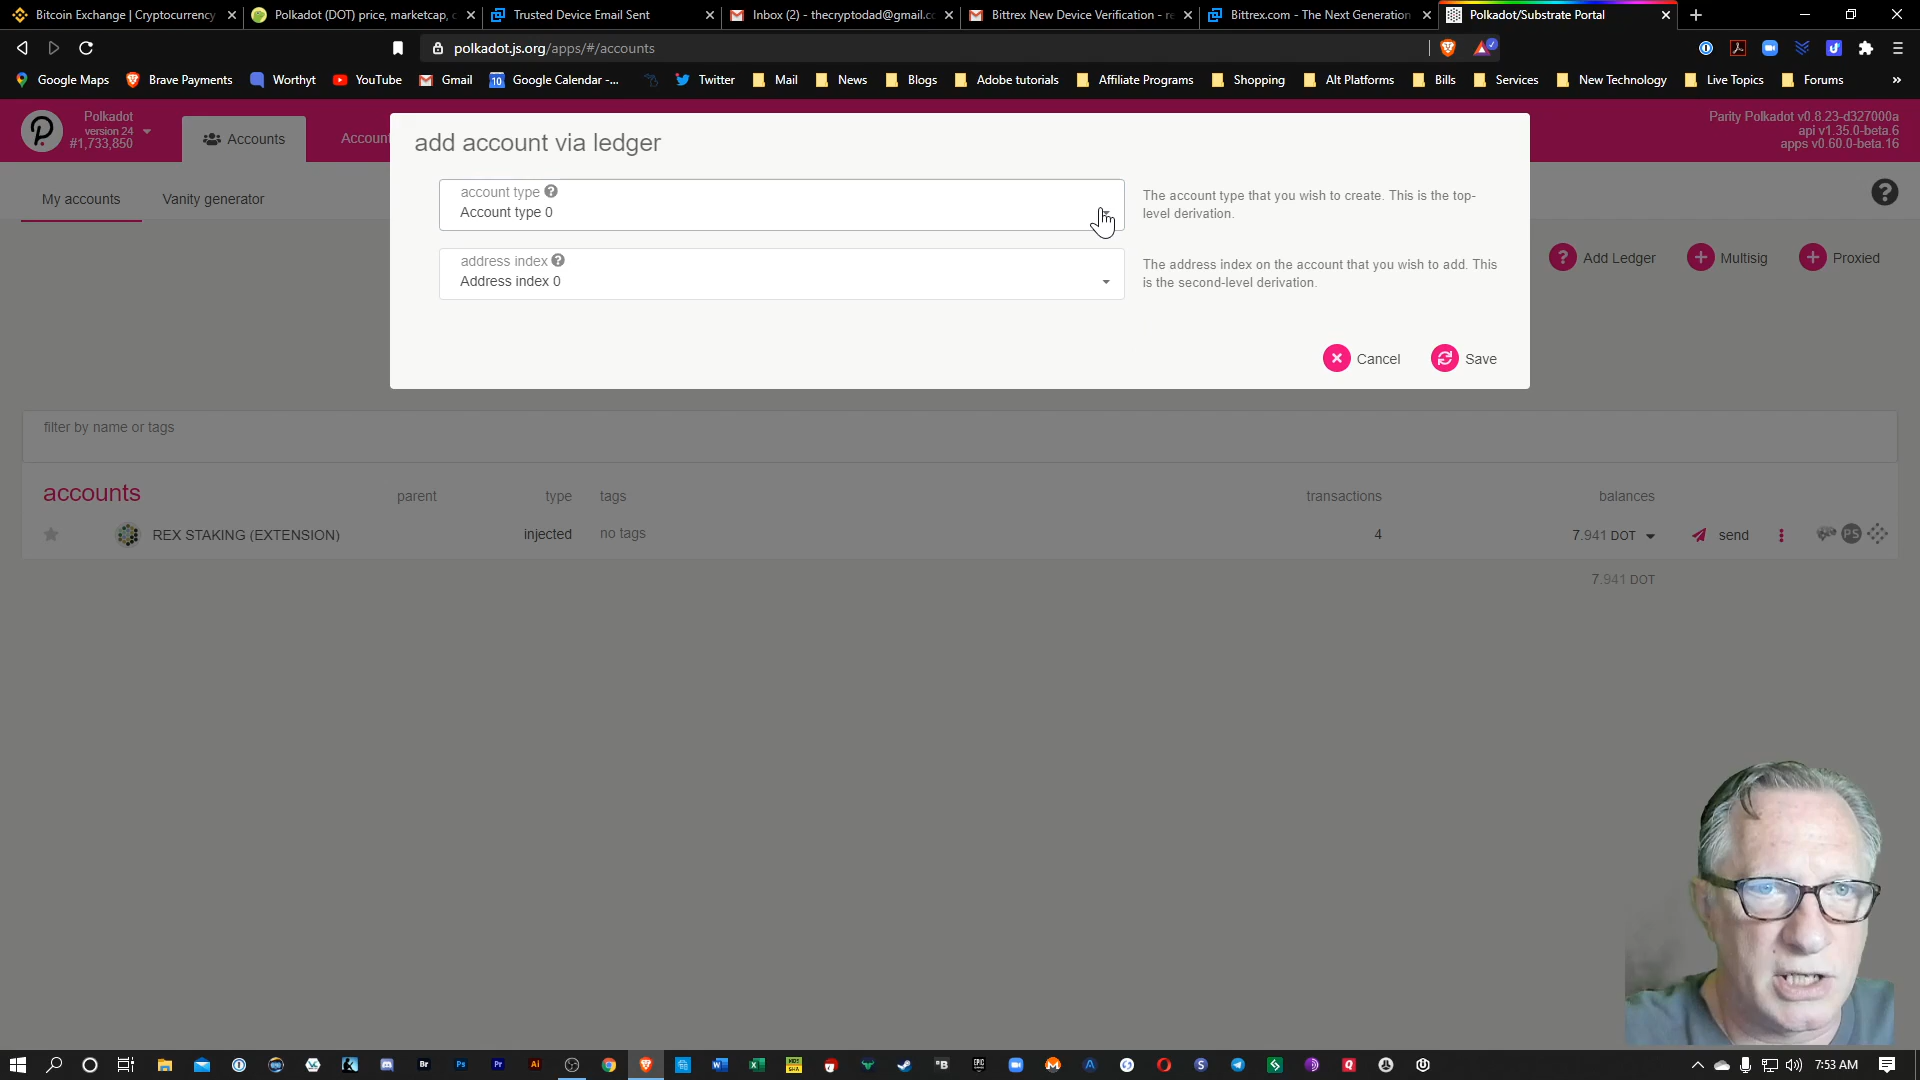 Bitcoin Exchange | Cryptocurrency
Polkadot (DOT) price, marketcap, c
Trusted Device Email Sent
Inbox (2) - thecryptodad@gmail.cc
Bittrex New Device Verification - re
Bittrex.com - The Next Generation
Polkadot/Substrate Portal
polkadot.js.org/apps/#/accounts
Google Maps
Brave Payments
Worthyt
YouTube
Gmail
Google Calendar -...
Twitter
Mail
News
Blogs
Adobe tutorials
Affiliate Programs
Shopping
Alt Platforms
Bills
Services
New Technology
Live Topics
Forums
»
Polkadot
version 24
#1,733,850
Accounts
Accoun
Parity Polkadot v0.8.23-d327000a
api v1.35.0-beta.6
apps v0.60.0-beta.16
My accounts
Vanity generator
add account via ledger
account type
Account type 0
The account type that you wish to create. This is the top-
level derivation.
address index
Address index 0
The address index on the account that you wish to add. This
is the second-level derivation.
Cancel
Save
Add Ledger
Multisig
Proxied
filter by name or tags
accounts
parent
type
tags
transactions
balances
REX STAKING (EXTENSION)
injected
no tags
4
7.941 DOT
send
PS
7.941 DOT
7:53 AM